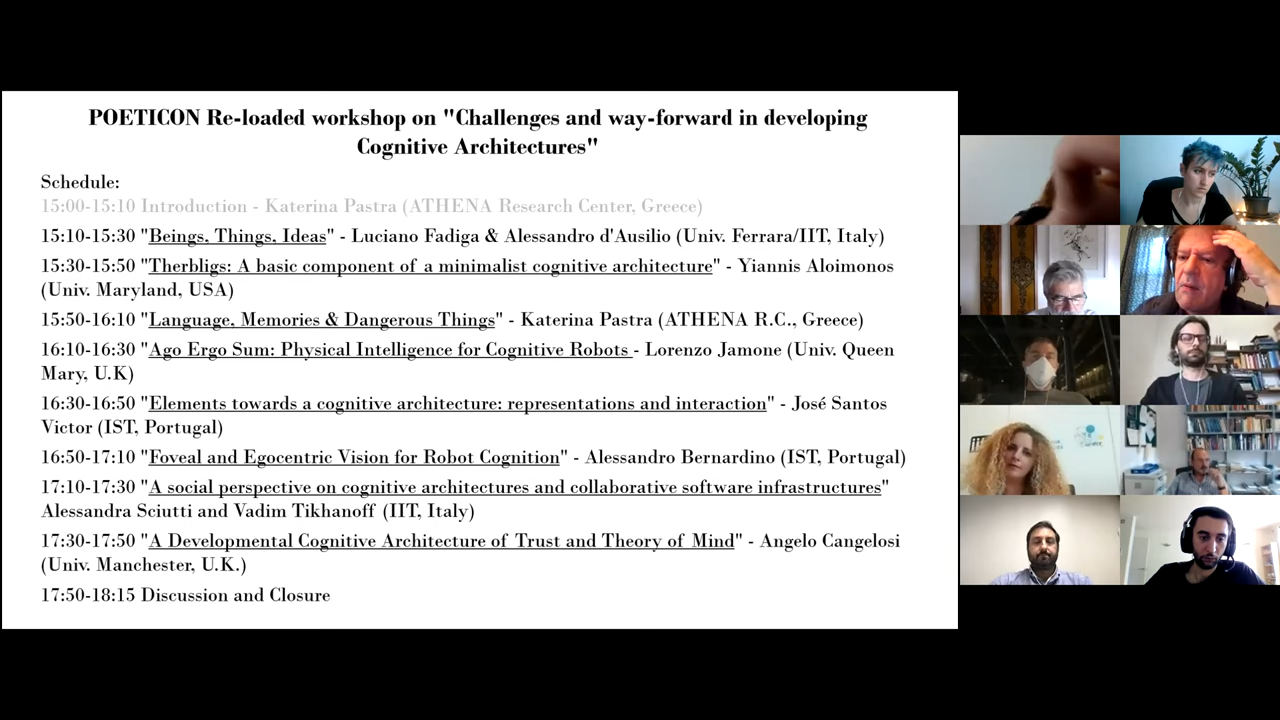 POETICON Re-loaded workshop on "Challenges and way-forward in developing
Cognitive Architectures"
Schedule:
15:00-15:10 Introduction - Katerina Pastra (ATHENA Research Center, Greece)
15:10-15:30 "Beings, Things, Ideas" - Luciano Fadiga & Alessandro d'Ausilio (Univ. Ferrara/IIT, Italy)
15:30-15:50 "Therbligs: A basic component of a minimalist cognitive architecture" - Yiannis Aloimonos
(Univ. Maryland, USA)
15:50-16:10 "Language, Memories & Dangerous Things" - Katerina Pastra (ATHENA R.C., Greece)
16:10-16:30 "Ago Ergo Sum: Physical Intelligence for Cognitive Robots - Lorenzo Jamone (Univ. Queen
Mary, U.K)
16:30-16:50 "Elements towards a cognitive architecture: representations and interaction" - José Santos
Victor (IST, Portugal)
16:50-17:10 "Foveal and Egocentric Vision for Robot Cognition" - Alessandro Bernardino (IST, Portugal)
17:10-17:30 "A social perspective on cognitive architectures and collaborative software infrastructures"
Alessandra Sciutti and Vadim Tikhanoff (IIT, Italy)
17:30-17:50 "A Developmental Cognitive Architecture of Trust and Theory of Mind" - Angelo Cangelosi
(Univ. Manchester, U.K.)
17:50-18:15 Discussion and Closure